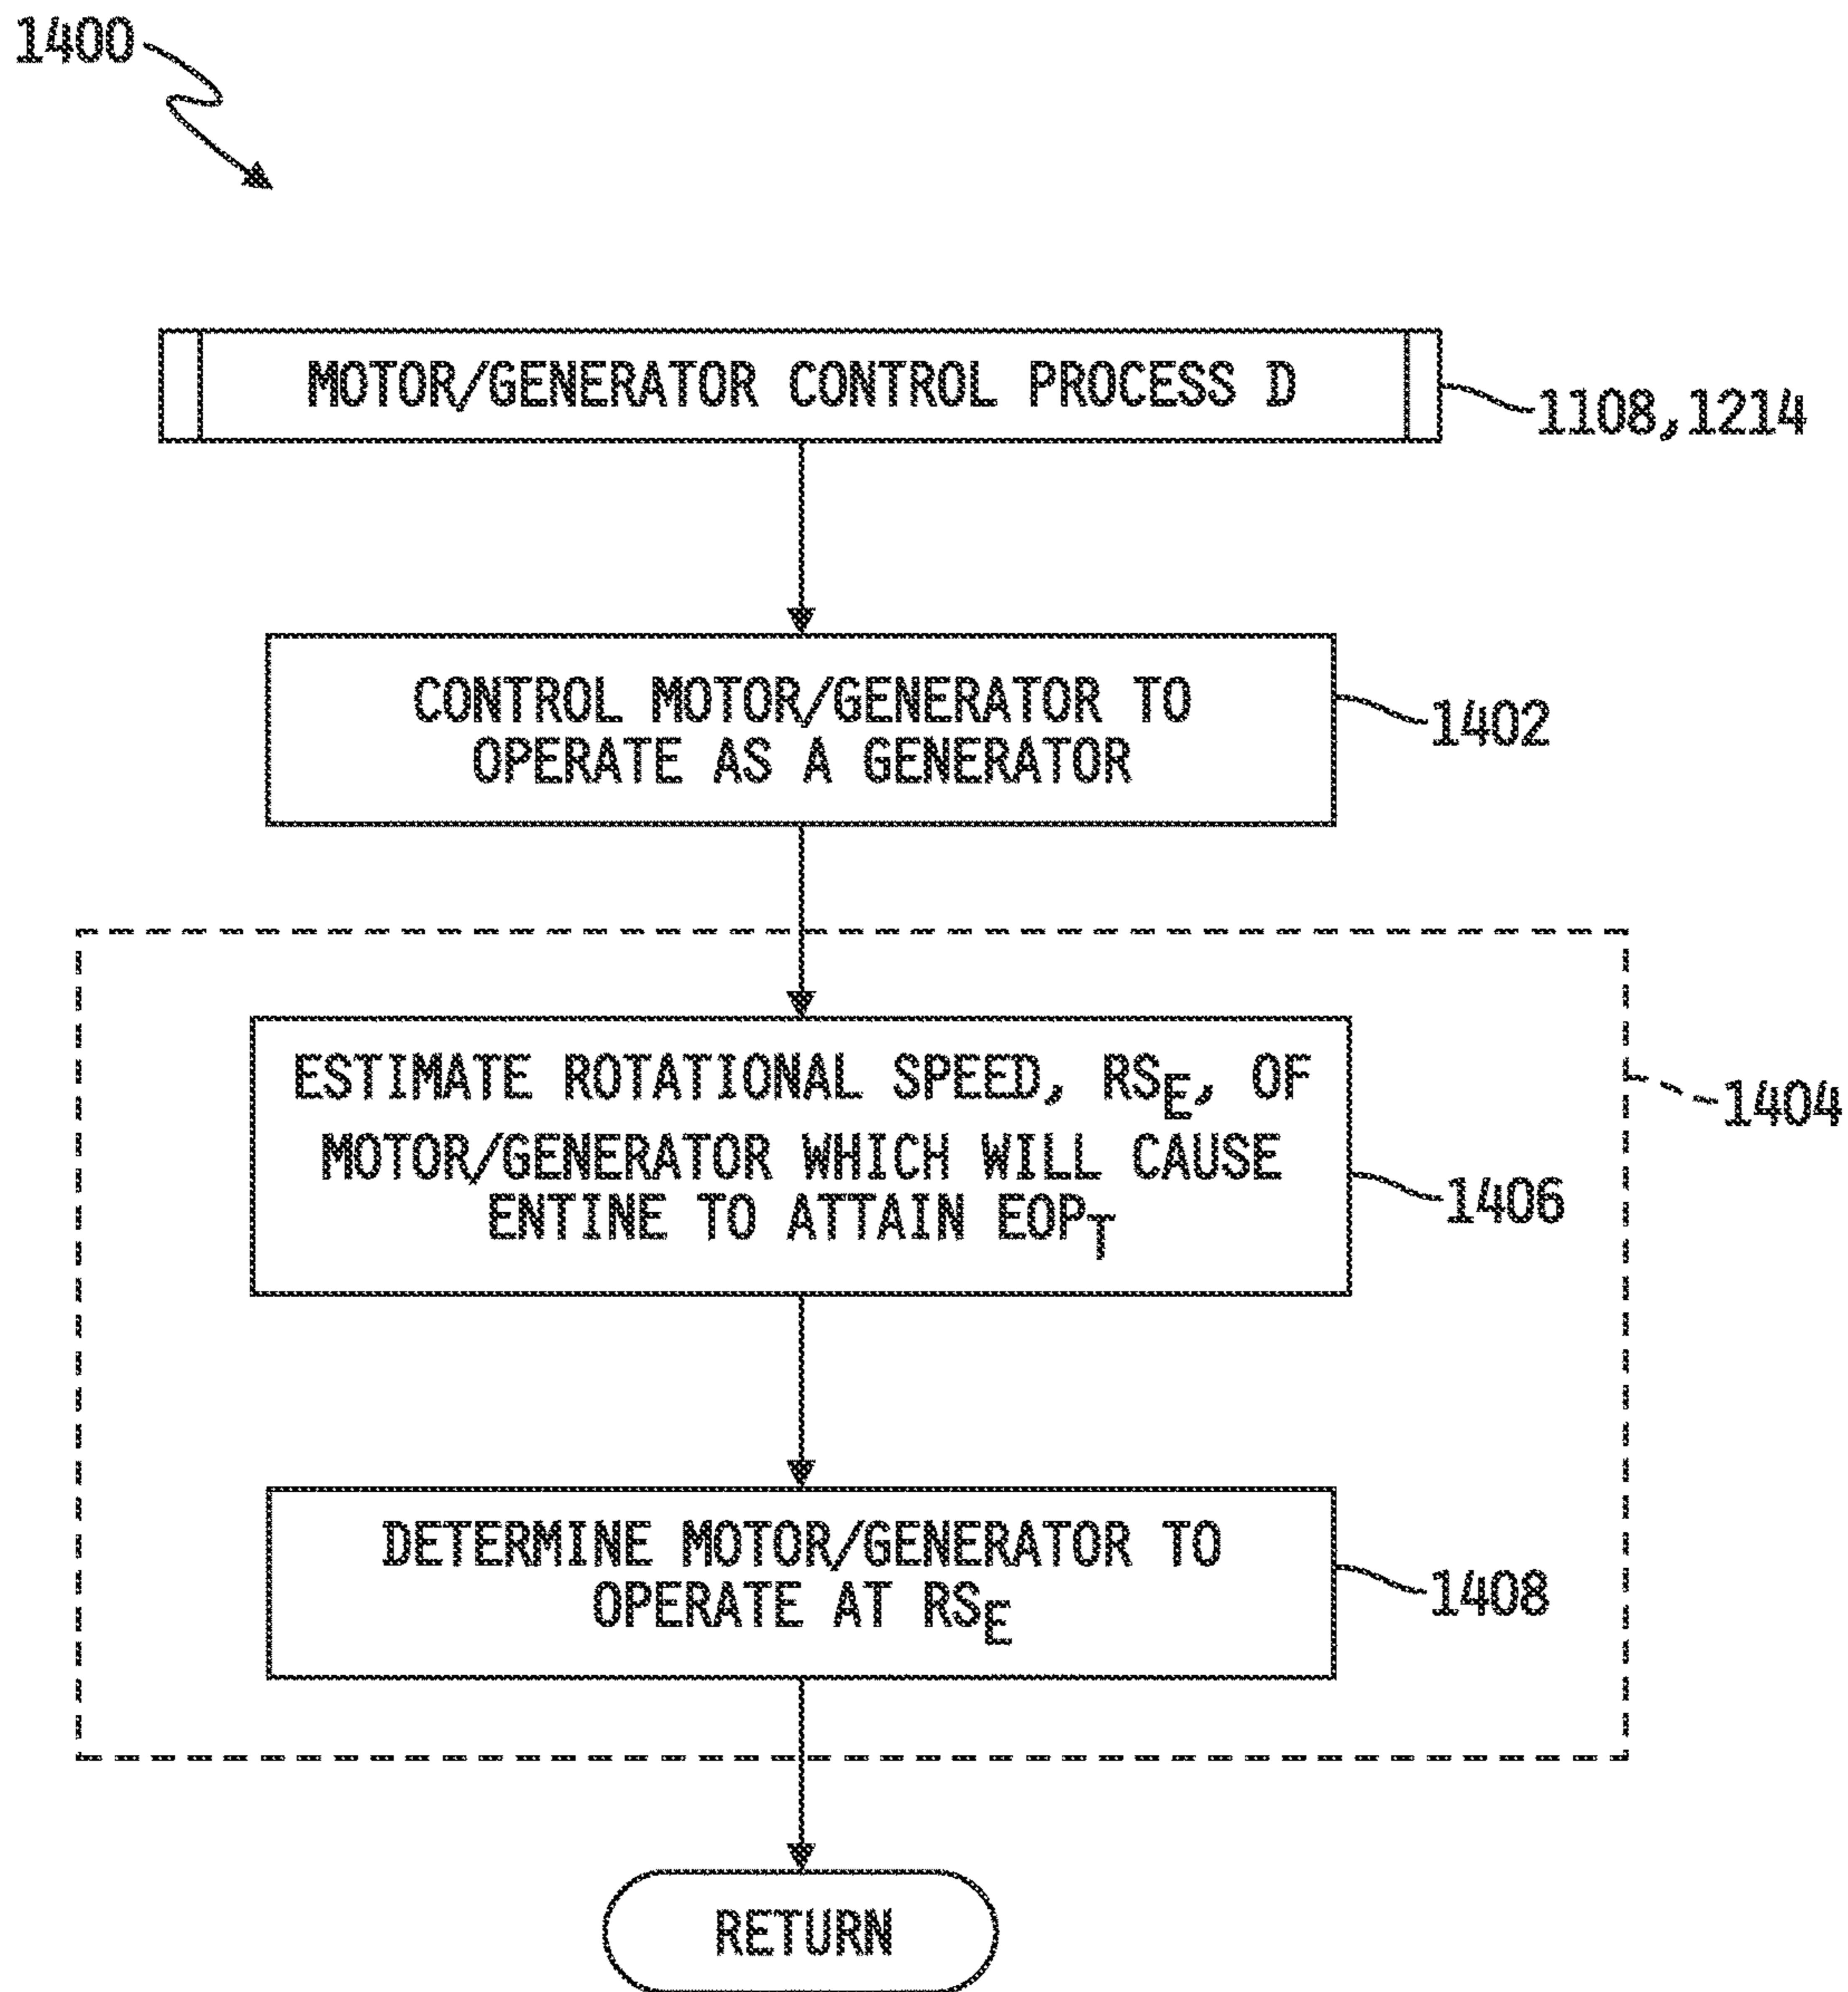 1400
MOTOR/GENERATOR CONTROL PROCESS D
1108,1214
CONTROL MOTOR/GENERATOR TO
OPERATE AS A GENERATOR
1402
ESTIMATE ROTATIONAL SPEED, RSE, OF
MOTOR/GENERATOR WHICH WILL CAUSE
ENTINE TO ATTAIN EOPT
1404
1406
DETERMINE MOTOR/GENERATOR TO
OPERATE AT RSE
1408
RETURN